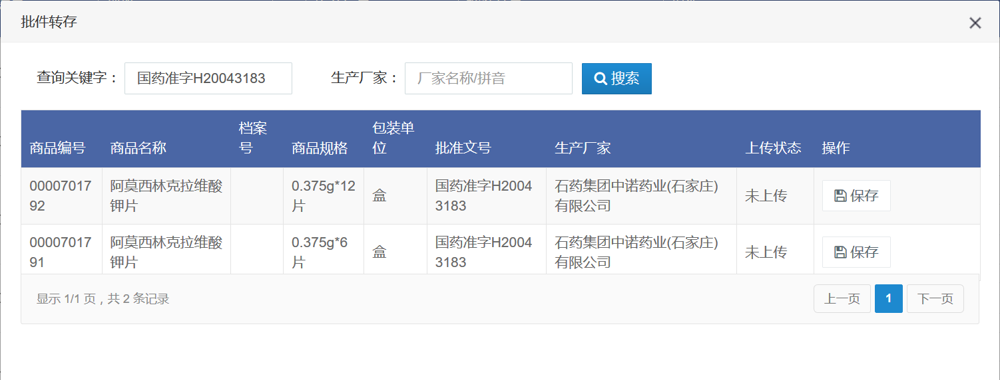 批件转存
查询关键字： 国药准字H20043183 生产厂家： 厂家名称/拼音 搜索
商品编号 商品名称 档案号 商品规格 包装单位 批准文号 生产厂家 上传状态 操作
0000701792 阿莫西林克拉维酸钾片 0.375g*12片 盒 国药准字H20043183 石药集团中诺药业(石家庄)有限公司 未上传 保存
0000701791 阿莫西林克拉维酸钾片 0.375g*6片 盒 国药准字H20043183 石药集团中诺药业(石家庄)有限公司 未上传 保存
显示 1/1 页，共 2 条记录 上一页 1 下一页